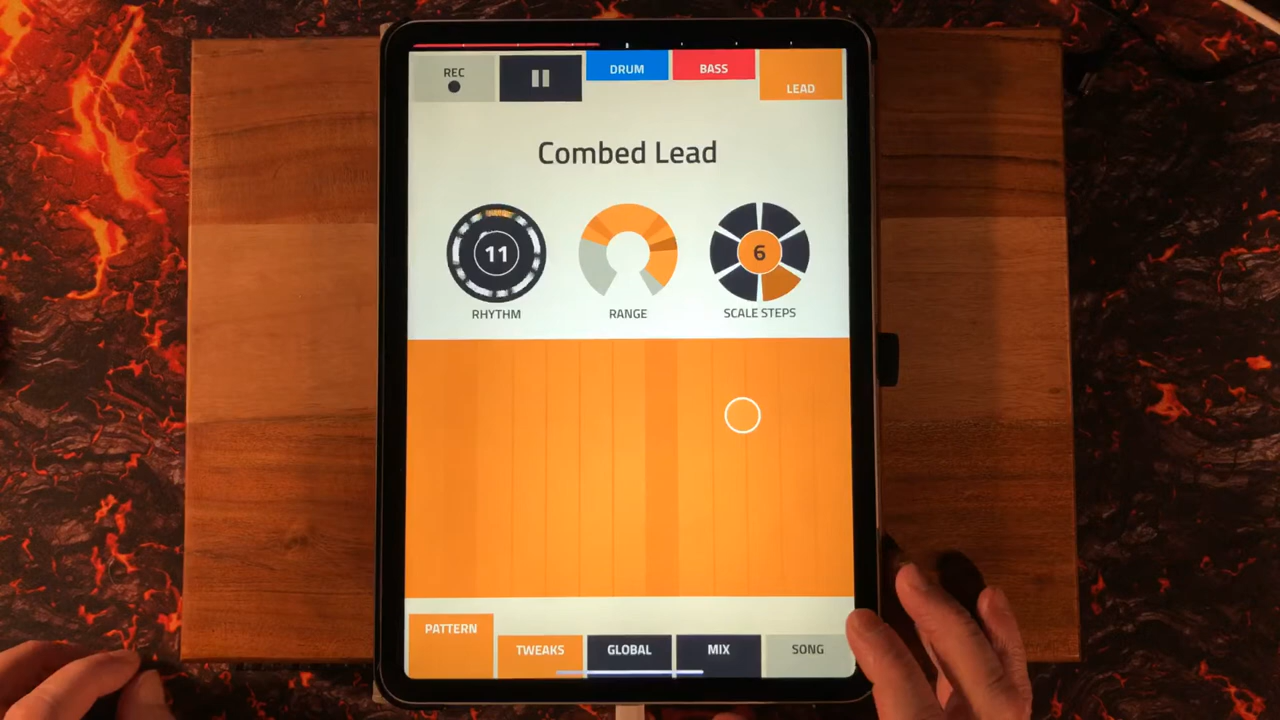 REC
DRUM
BASS
LEAD
Combed Lead
11
6
RHYTHM
RANGE
SCALE STEPS
PATTERN
TWEAKS
GLOBAL
MIX
SONG